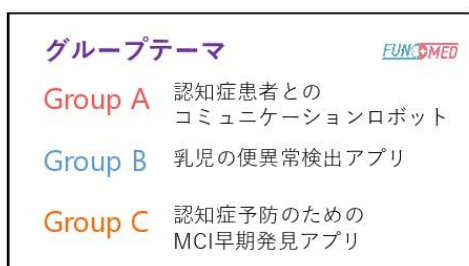 グループテーマ
FUN MED
Group A
認知症患者との
コミュニケーションロボット
Group B
乳児の便異常検出アプリ
Group C
認知症予防のための
MCI早期発見アプリ